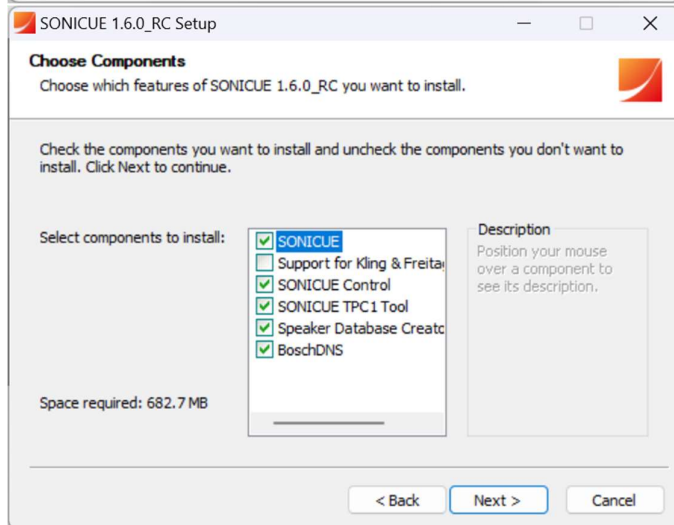 SONICUE 1.6.0_RC Setup
Choose Components
Choose which features of SONICUE 1.6.0_RC you want to install.
Check the components you want to install and uncheck the components you don't want to
install. Click Next to continue.
Select components to install:
SONICUE
Support for Kling & Freita
SONICUE Control
SONICUE TPC1 Tool
Speaker Database Creato
BoschDNS
Description
Position your mouse
over a component to
see its description.
Space required: 682.7 MB
< Back
Next >
Cancel